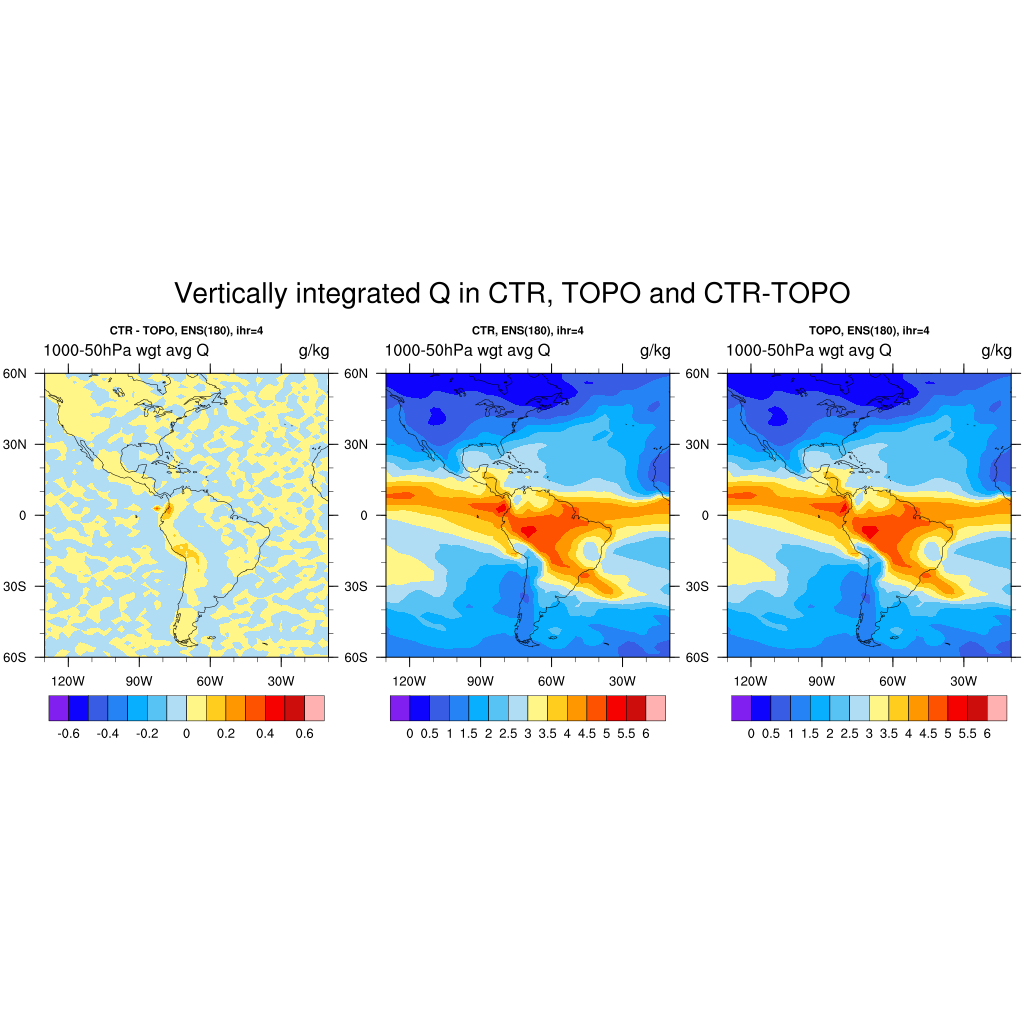 Vertically integrated Q in CTR, TOPO and CTR-TOPO
CTR - TOPO, ENS(180), ihr=4
1000-50hPa wgt avg Q g/kg
60N
30N
0
30S
60S
120W 90W 60W 30W
-0.6 -0.4 -0.2 0 0.2 0.4 0.6
CTR, ENS(180), ihr=4
1000-50hPa wgt avg Q g/kg
60N
30N
0
30S
60S
120W 90W 60W 30W
0 0.5 1 1.5 2 2.5 3 3.5 4 4.5 5 5.5 6
TOPO, ENS(180), ihr=4
1000-50hPa wgt avg Q g/kg
60N
30N
0
30S
60S
120W 90W 60W 30W
0 0.5 1 1.5 2 2.5 3 3.5 4 4.5 5 5.5 6